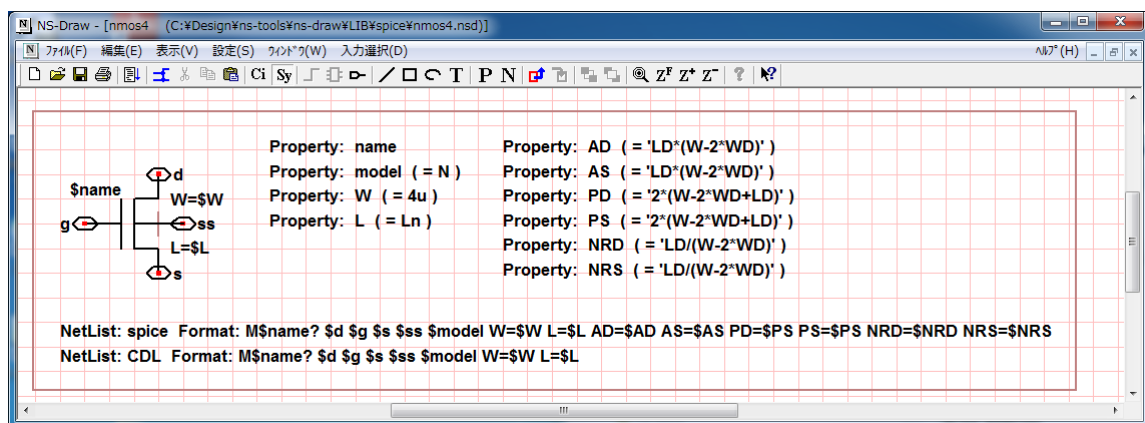 NS-Draw - [nmos4 (C:¥Design¥ns-tools¥ns-draw¥LIB¥spice¥nmos4.nsd)]
ﾌｧｲﾙ(F) 編集(E) 表示(V) 設定(S) ｳｨﾝﾄﾞｳ(W) 入力選択(D) ﾍﾙﾌﾟ(H)
Ci Sy T P N Zᶠ Z⁺ Z⁻ ? ?
Property: name
Property: model ( = N )
Property: W ( = 4u )
Property: L ( = Ln )
Property: AD ( = 'LD*(W-2*WD)' )
Property: AS ( = 'LD*(W-2*WD)' )
Property: PD ( = '2*(W-2*WD+LD)' )
Property: PS ( = '2*(W-2*WD+LD)' )
Property: NRD ( = 'LD/(W-2*WD)' )
Property: NRS ( = 'LD/(W-2*WD)' )
d
$name
W=$W
g
ss
L=$L
s
NetList: spice Format: M$name? $d $g $s $ss $model W=$W L=$L AD=$AD AS=$AS PD=$PS PS=$PS NRD=$NRD NRS=$NRS
NetList: CDL Format: M$name? $d $g $s $ss $model W=$W L=$L